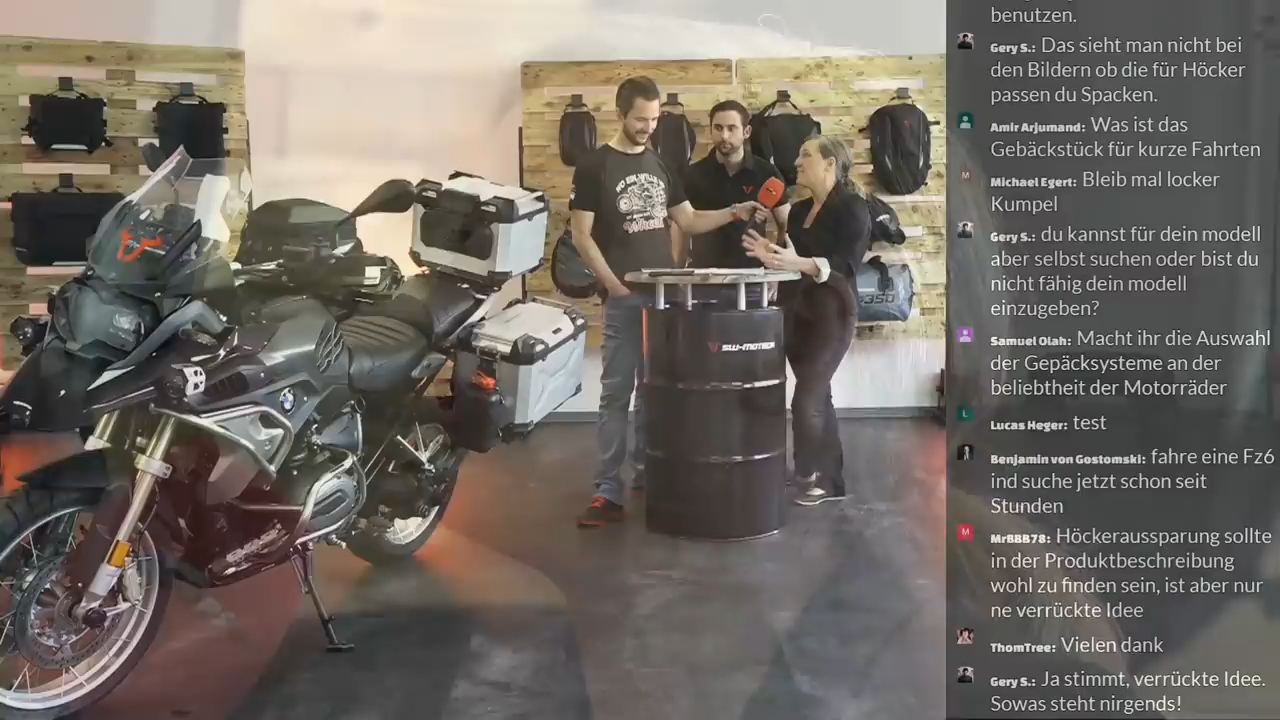 benutzen.
Gery S.: Das sieht man nicht bei
den Bildern ob die für Höcker
passen du Spacken.
Amir Arjumand: Was ist das
Gebäckstück für kurze Fahrten
M
Michael Egert: Bleib mal locker
Kumpel
Gery S.: du kannst für dein modell
aber selbst suchen oder bist du
nicht fähig dein modell
einzugeben?
Samuel Olah: Macht ihr die Auswahl
der Gepäcksysteme an der
beliebtheit der Motorräder
L
Lucas Heger: test
Benjamin von Gostomski: fahre eine Fz6
ind suche jetzt schon seit
Stunden
M
MrBBB78: Höckeraussparung sollte
in der Produktbeschreibung
wohl zu finden sein, ist aber nur
ne verrückte Idee
ThomTree: Vielen dank
Gery S.: Ja stimmt, verrückte Idee.
Sowas steht nirgends!
SW-MOTECH
350
BMW